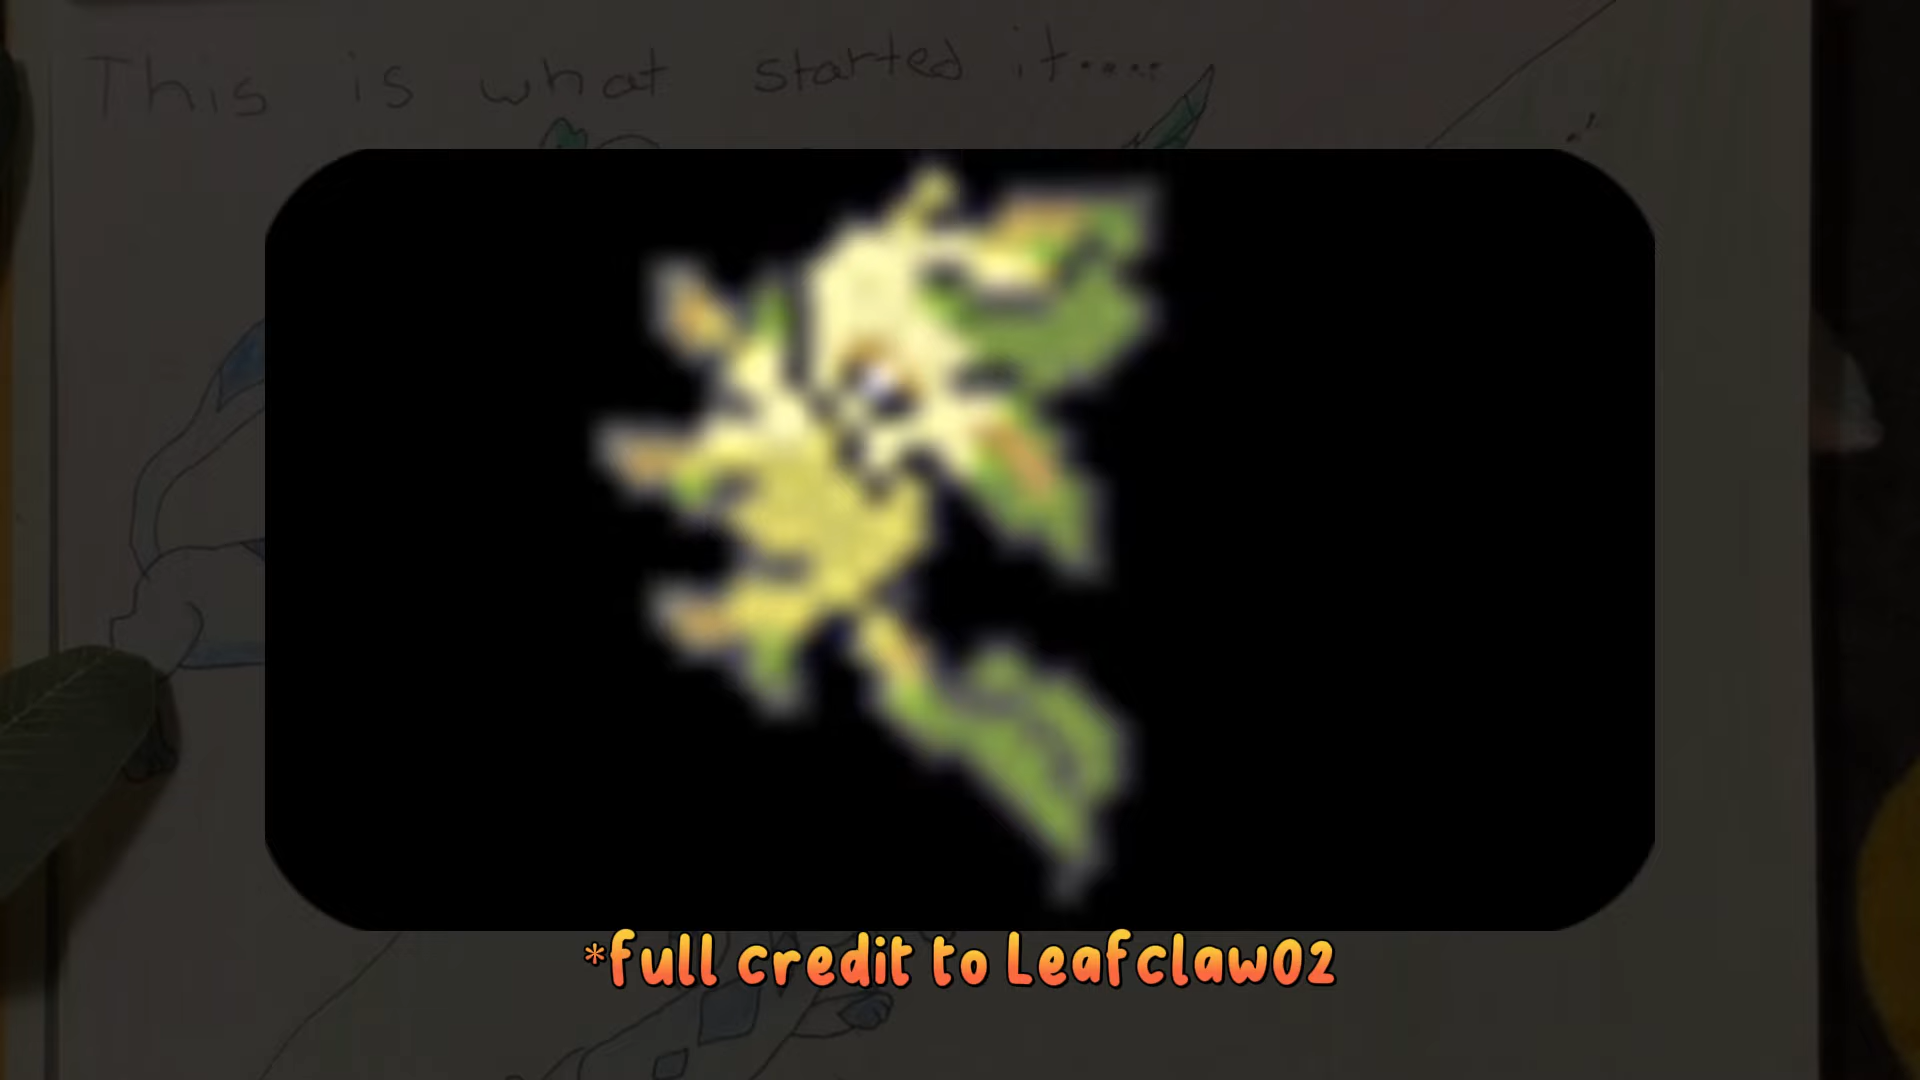 This is what started it....
*full credit to Leafclaw02